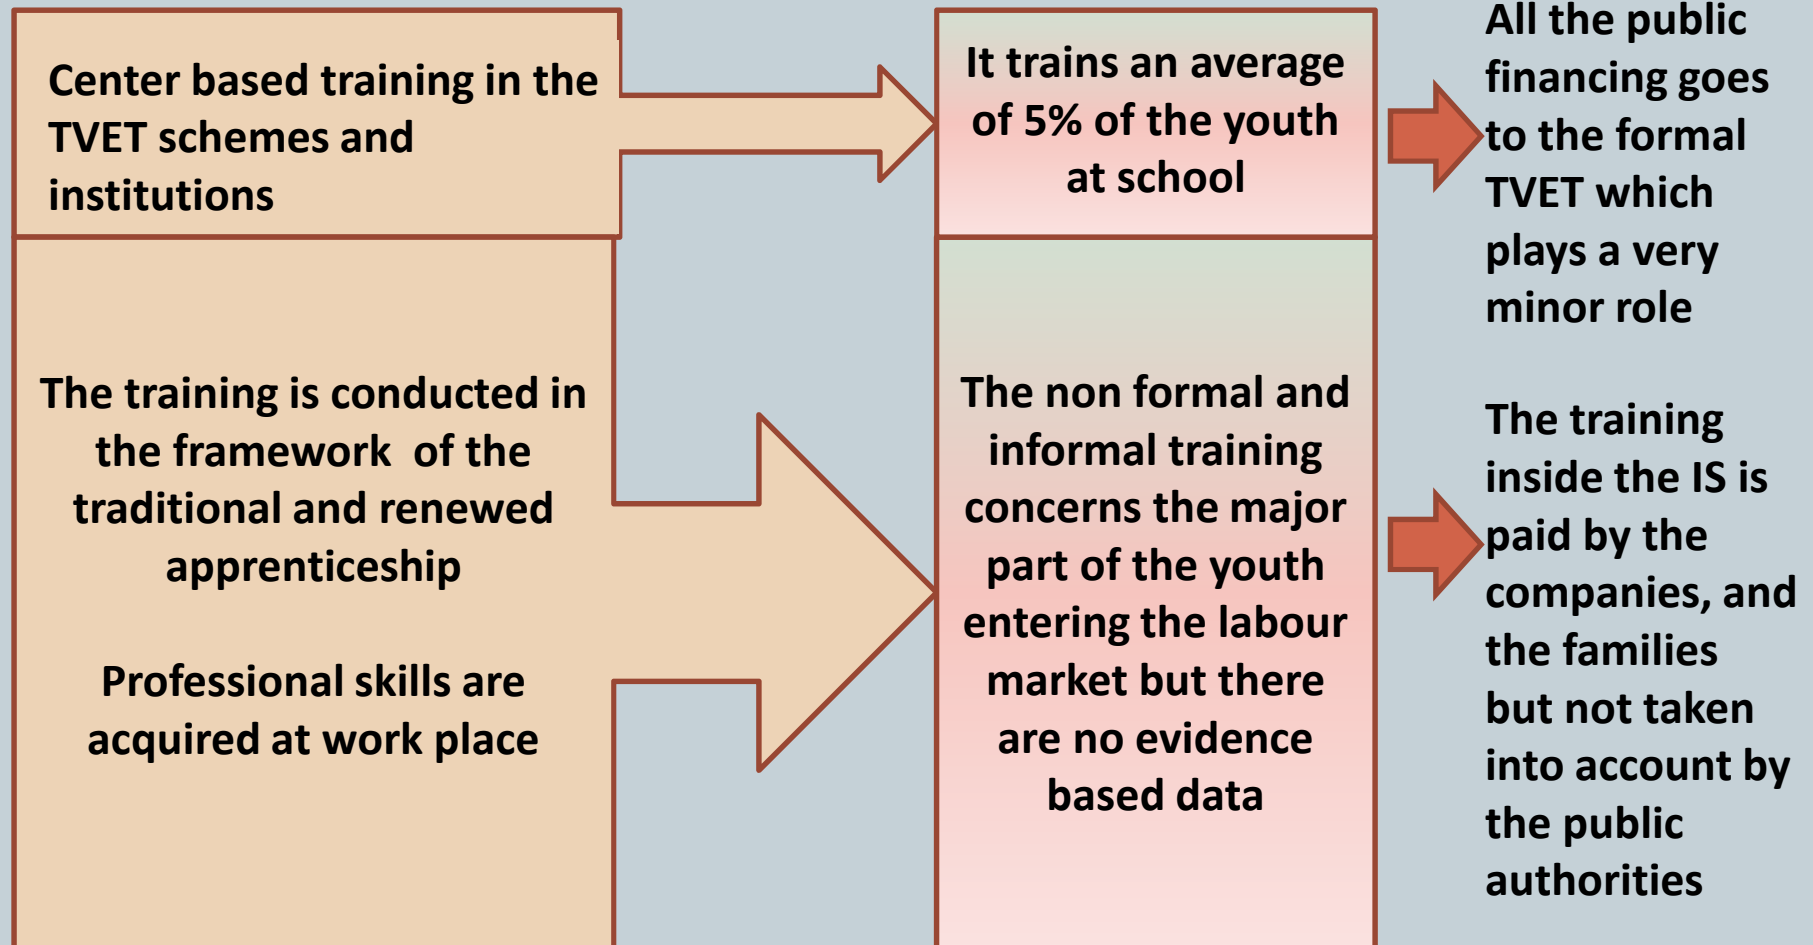 Center based training in the
TVET schemes and
institutions
It trains an average
of 5% of the youth
at school
All the public
financing goes
to the formal
TVET which
plays a very
minor role
The training is conducted in
the framework  of the
traditional and renewed
apprenticeship
Professional skills are
acquired at work place
The non formal and
informal training
concerns the major
part of the youth
entering the labour
market but there
are no evidence
based data
The training
inside the IS is
paid by the
companies, and
the families
but not taken
into account by
the public
authorities